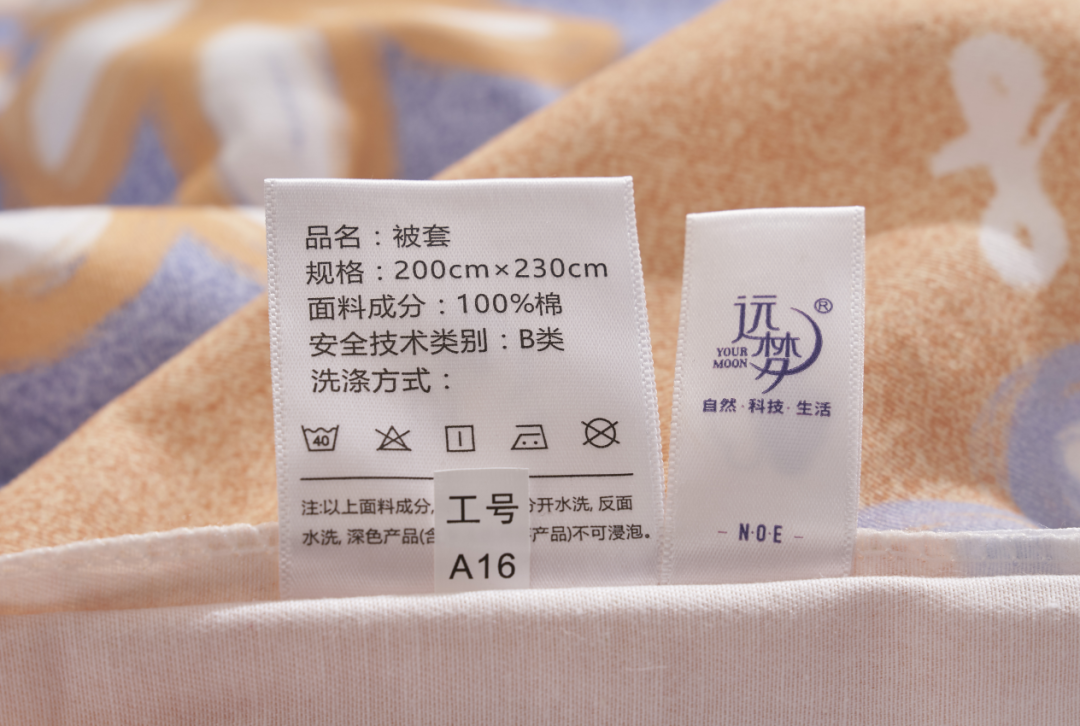 品名：被套
规格：200cm×230cm
面料成分：100%棉
安全技术类别：B类
洗涤方式：
40
注:以上面料成分,
分开水洗, 反面
水洗, 深色产品(含
产品)不可浸泡。
工号
A16
远梦®
YOUR
MOON
自然·科技·生活
- N·O·E -